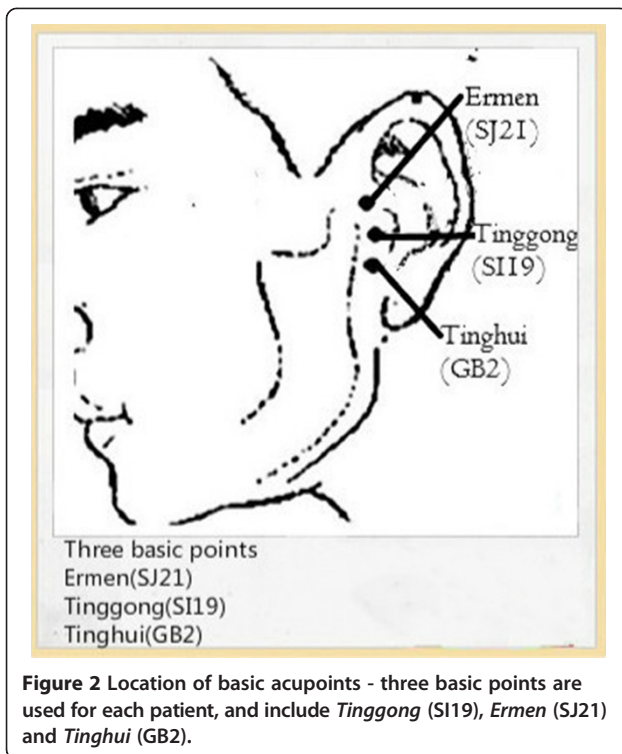 Ermen
(SJ21)
Tinggong
(SI19)
Tinghui
(GB2)
Three basic points
Ermen(SJ21)
Tinggong(SI19)
Tinghui(GB2)
Figure 2 Location of basic acupoints - three basic points are
used for each patient, and include Tinggong (SI19), Ermen (SJ21)
and Tinghui (GB2).